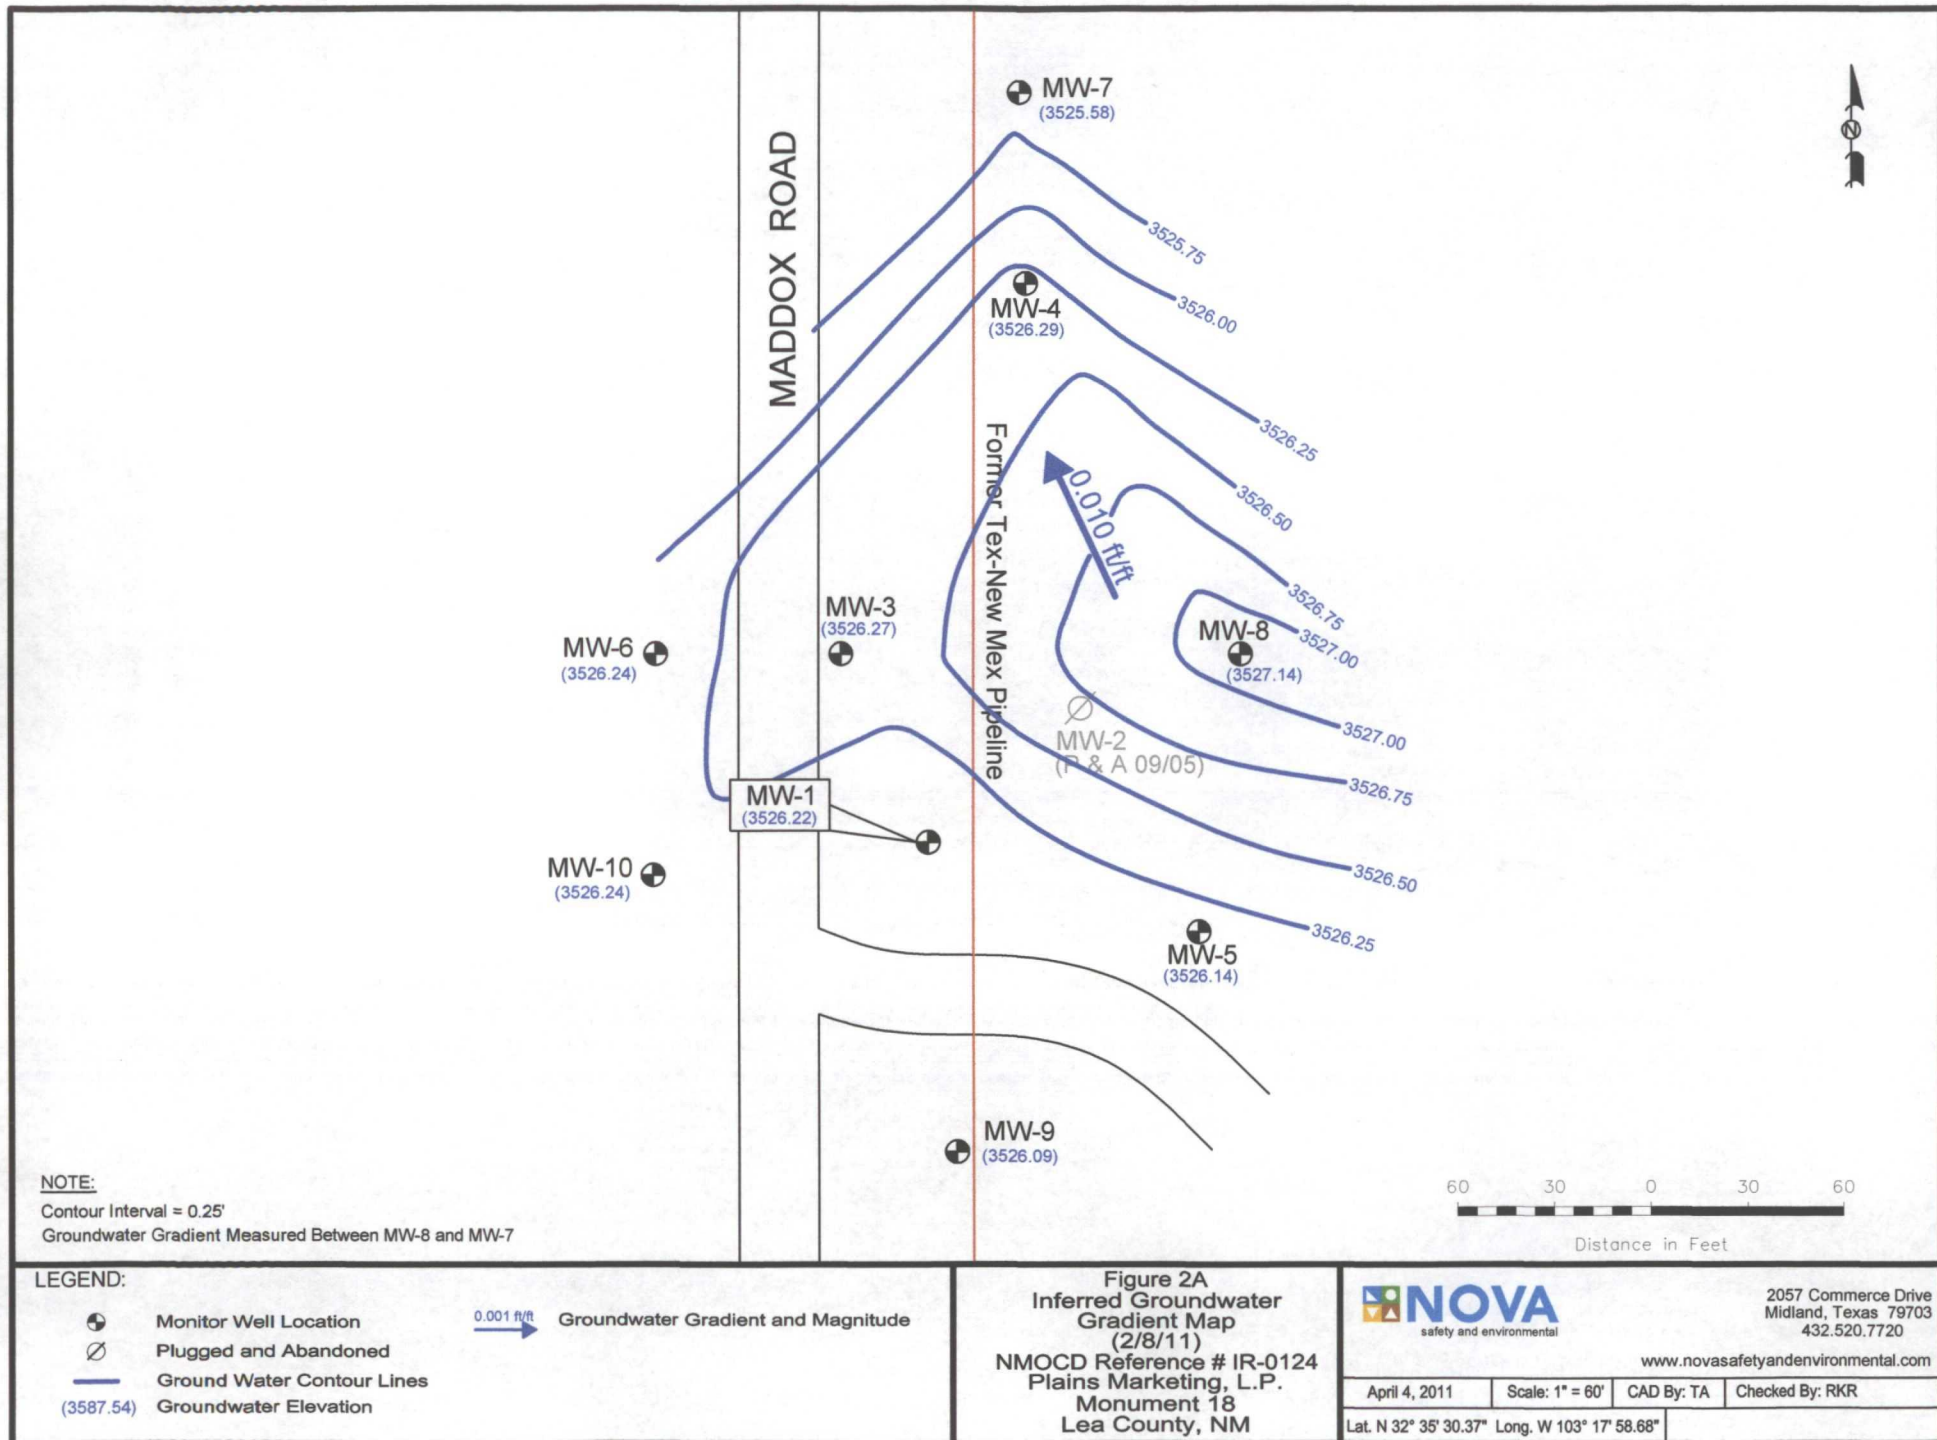 MW-7
(3525.58)
N
MADDOX ROAD
3525.75
3526.00
MW-4
(3526.29)
3526.25
Former Tex-New Mex Pipeline
3526.50
0.010 ft/ft
3526.75
MW-3
(3526.27)
MW-6
(3526.24)
MW-8
(3527.14)
3527.00
3527.00
MW-2
(P & A 09/05)
3526.75
MW-1
(3526.22)
MW-10
(3526.24)
3526.50
3526.25
MW-5
(3526.14)
MW-9
(3526.09)
NOTE:
Contour Interval = 0.25'
Groundwater Gradient Measured Between MW-8 and MW-7
60 30 0 30 60
Distance in Feet
LEGEND:
Monitor Well Location
Plugged and Abandoned
Ground Water Contour Lines
(3587.54) Groundwater Elevation
0.001 ft/ft Groundwater Gradient and Magnitude
Figure 2A
Inferred Groundwater
Gradient Map
(2/8/11)
NMOCD Reference # IR-0124
Plains Marketing, L.P.
Monument 18
Lea County, NM
NOVA
safety and environmental
2057 Commerce Drive
Midland, Texas 79703
432.520.7720
www.novasafetyandenvironmental.com
April 4, 2011 Scale: 1" = 60' CAD By: TA Checked By: RKR
Lat. N 32° 35' 30.37" Long. W 103° 17' 58.68"